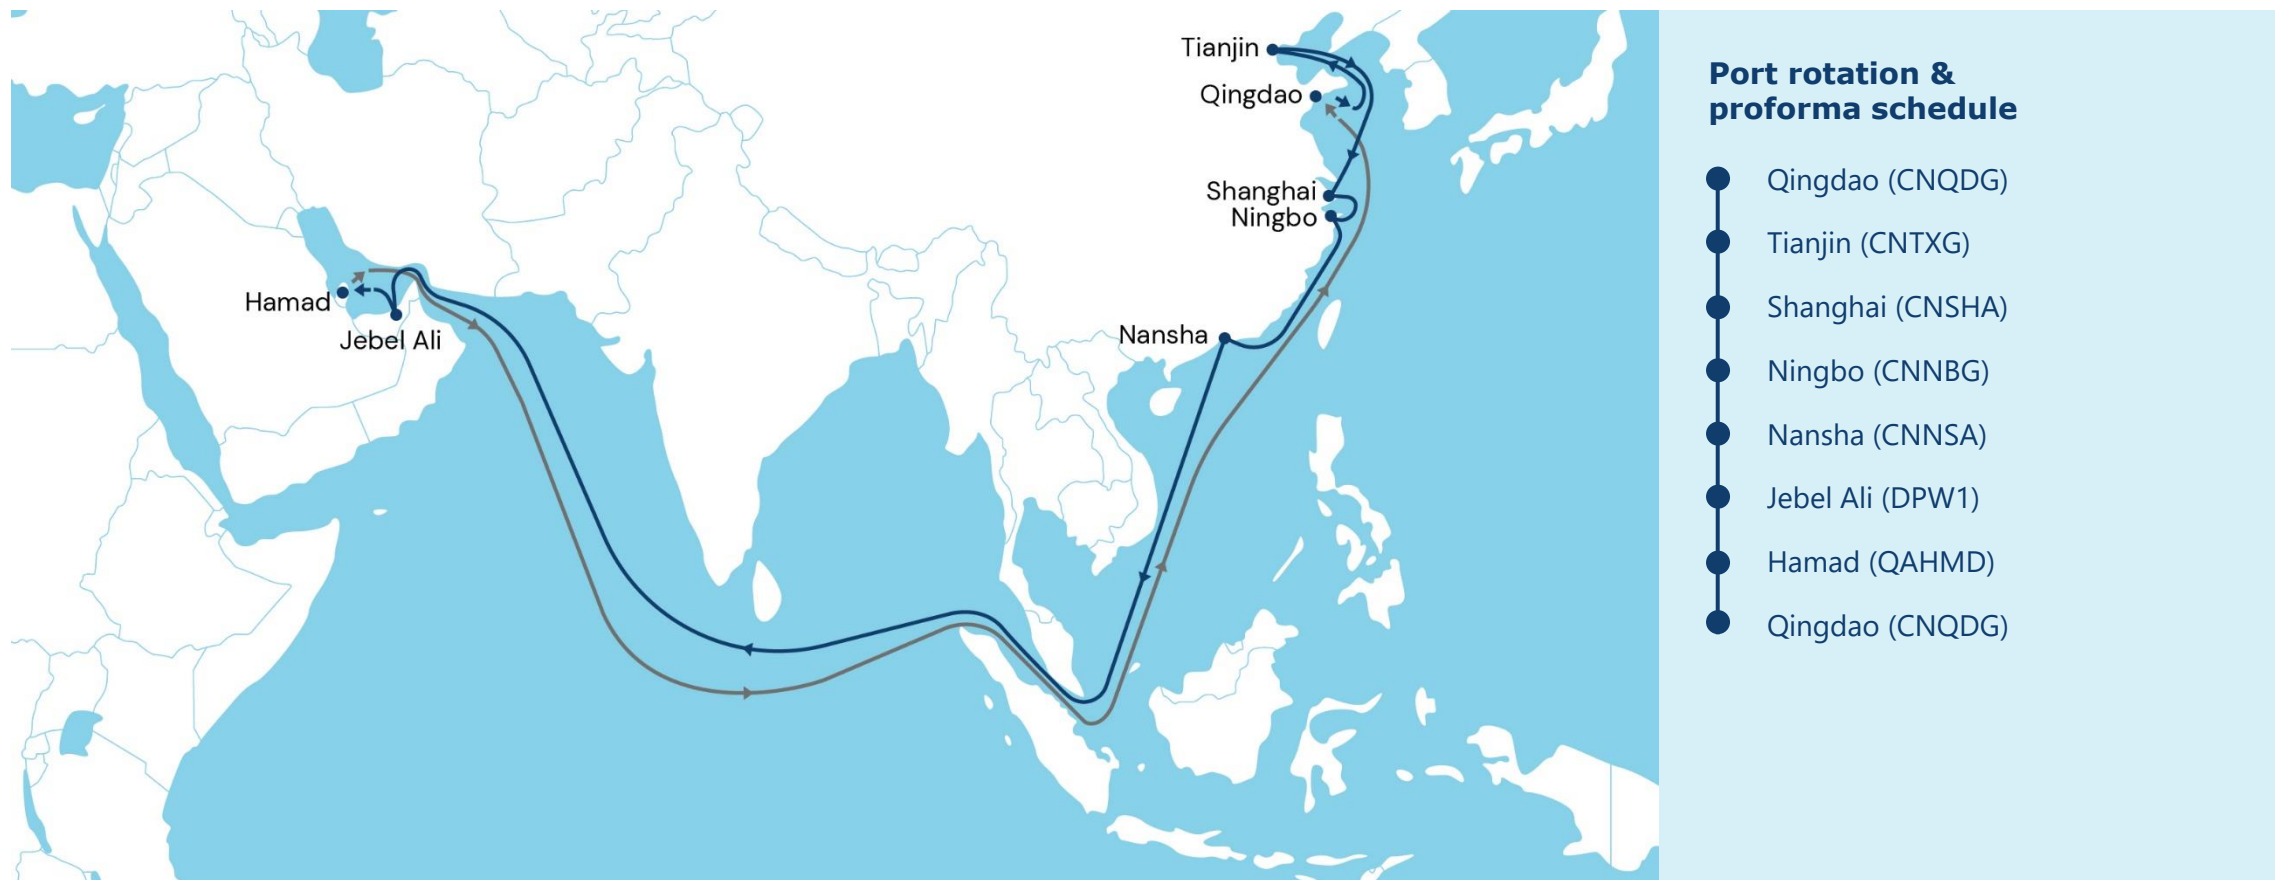 Tianjin
Qingdao
Shanghai
Ningbo
Hamad
Jebel Ali
Nansha
Port rotation &
proforma schedule
Qingdao (CNQDG)
Tianjin (CNTXG)
Shanghai (CNSHA)
Ningbo (CNNBG)
Nansha (CNNSA)
Jebel Ali (DPW1)
Hamad (QAHMD)
Qingdao (CNQDG)